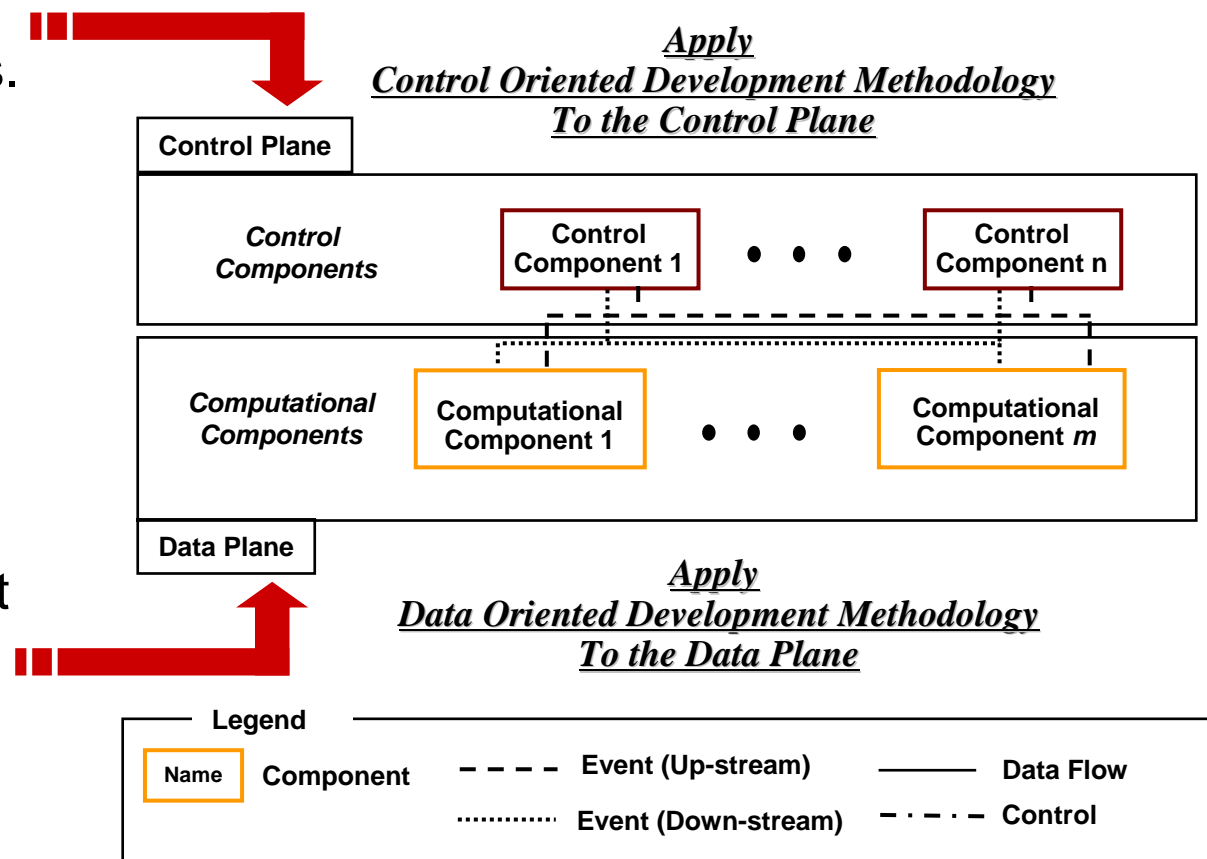 s.
Apply
Control Oriented Development Methodology
To the Control Plane
Control Plane
Control
Components
Control
Component 1
• • •
Control
Component n
Computational
Components
Computational
Component 1
• • •
Computational
Component m
Data Plane
t
Apply
Data Oriented Development Methodology
To the Data Plane
Legend
Name
Component
Event (Up-stream)
Data Flow
Event (Down-stream)
Control